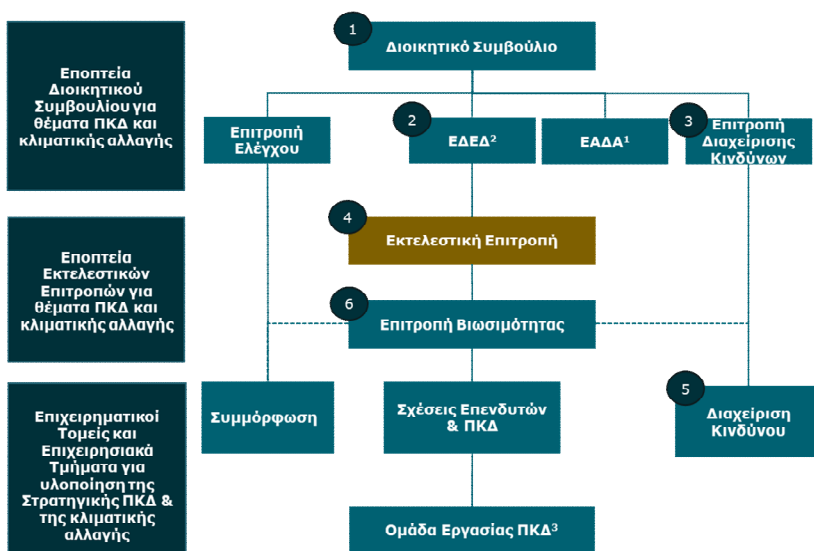 1
Διοικητικό Συμβούλιο
Εποπτεία
Διοικητικού
Συμβουλίου για
θέματα ΠΚΔ και
κλιματικής αλλαγής
Επιτροπή
Ελέγχου
2
ΕΔΕΔ²
ΕΑΔΑ¹
3
Επιτροπή
Διαχείρισης
Κινδύνων
Εποπτεία
Εκτελεστικών
Επιτροπών για
θέματα ΠΚΔ και
κλιματικής αλλαγής
4
Εκτελεστική Επιτροπή
6
Επιτροπή Βιωσιμότητας
Επιχειρηματικοί
Τομείς και
Επιχειρησιακά
Τμήματα για
υλοποίηση της
Στρατηγικής ΠΚΔ &
της κλιματικής
αλλαγής
Συμμόρφωση
Σχέσεις Επενδυτών
& ΠΚΔ
5
Διαχείριση
Κινδύνου
Ομάδα Εργασίας ΠΚΔ³